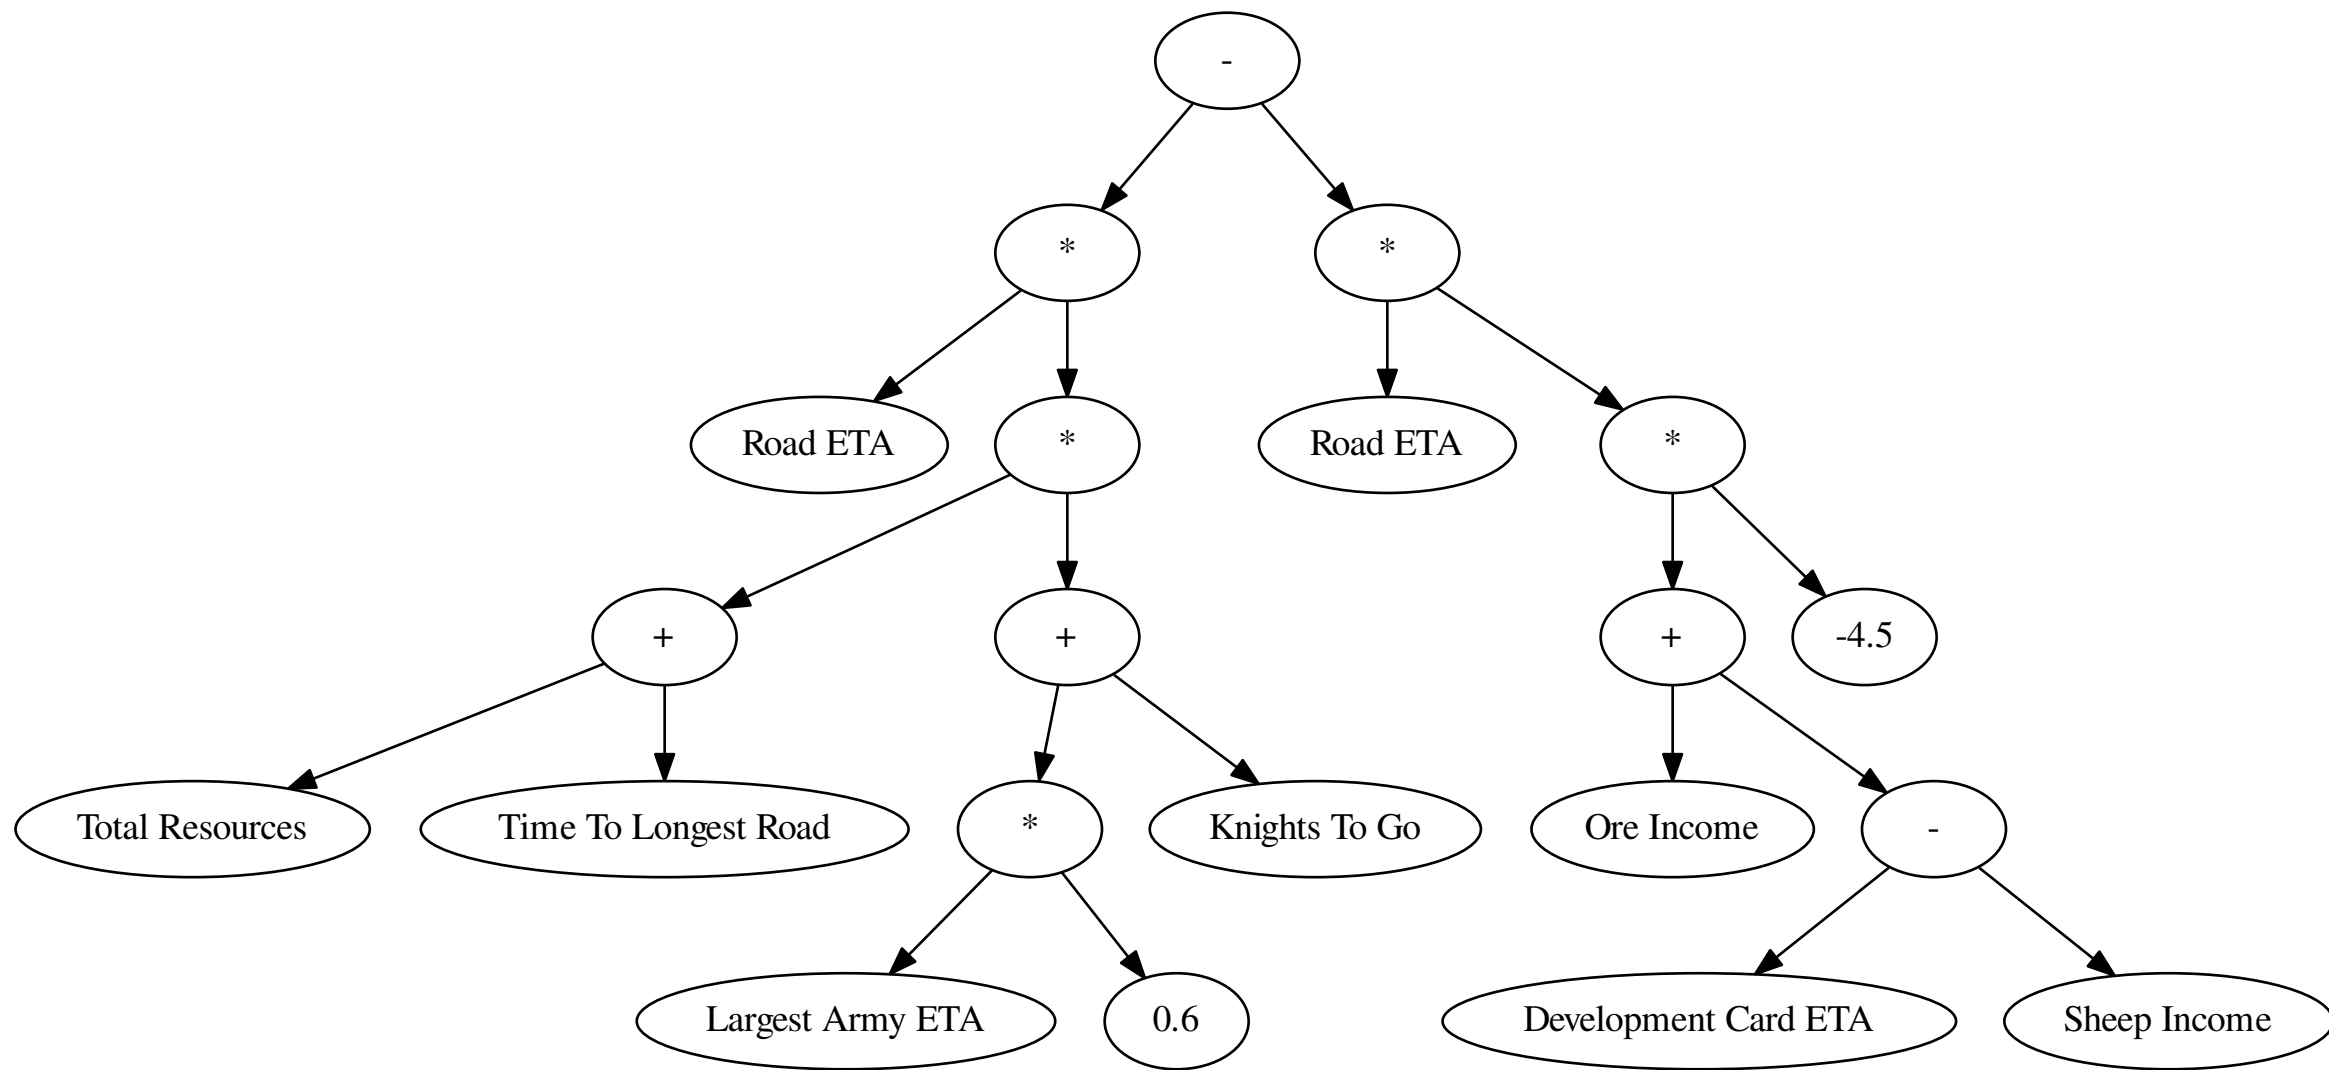 -
*
*
Road ETA
*
Road ETA
*
+
+
+
-4.5
Total Resources
Time To Longest Road
*
Knights To Go
Ore Income
-
Largest Army ETA
0.6
Development Card ETA
Sheep Income